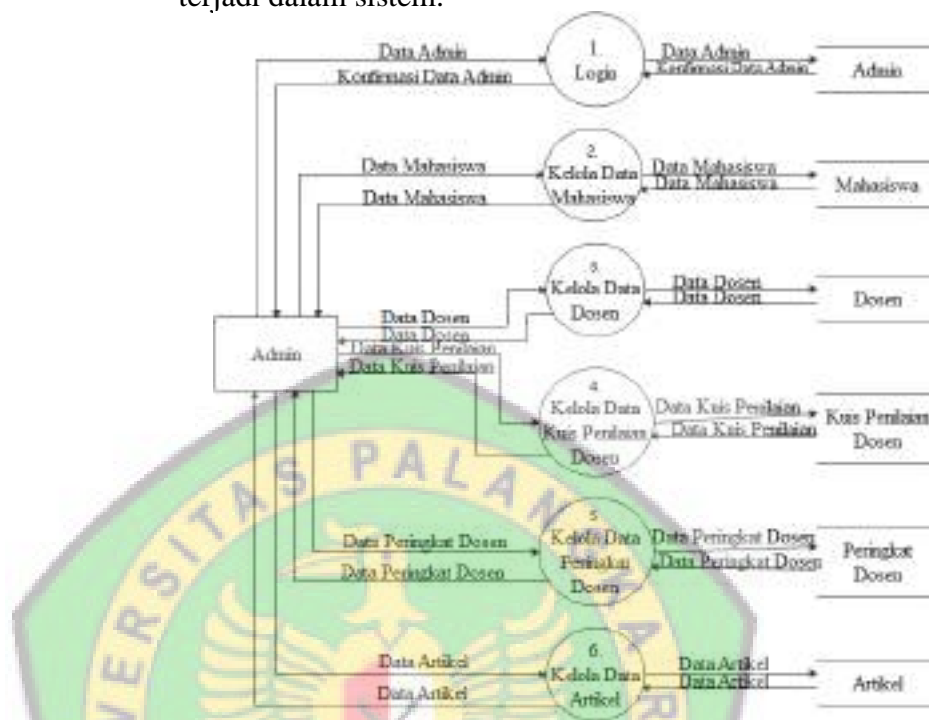 terjadi dalam sistem.
Data Admin
1.
Login
Data Admin
Konfirmasi Data Admin
Konfirmasi Data Admin
Admin
Data Mahasiswa
2.
Kelola Data
Mahasiswa
Data Mahasiswa
Data Mahasiswa
Data Mahasiswa
Mahasiswa
3.
Kelola Data
Dosen
Data Dosen
Data Dosen
Dosen
Data Dosen
Data Dosen
Data Kuis Penilaian
Data Kuis Penilaian
Admin
4.
Kelola Data
Kuis Penilaian
Dosen
Data Kuis Penilaian
Data Kuis Penilaian
Kuis Penilaian
Dosen
5.
Kelola Data
Peringkat
Dosen
Data Peringkat Dosen
Data Peringkat Dosen
Data Peringkat Dosen
Data Peringkat Dosen
Peringkat
Dosen
Data Artikel
Data Artikel
6.
Kelola Data
Artikel
Data Artikel
Data Artikel
Artikel